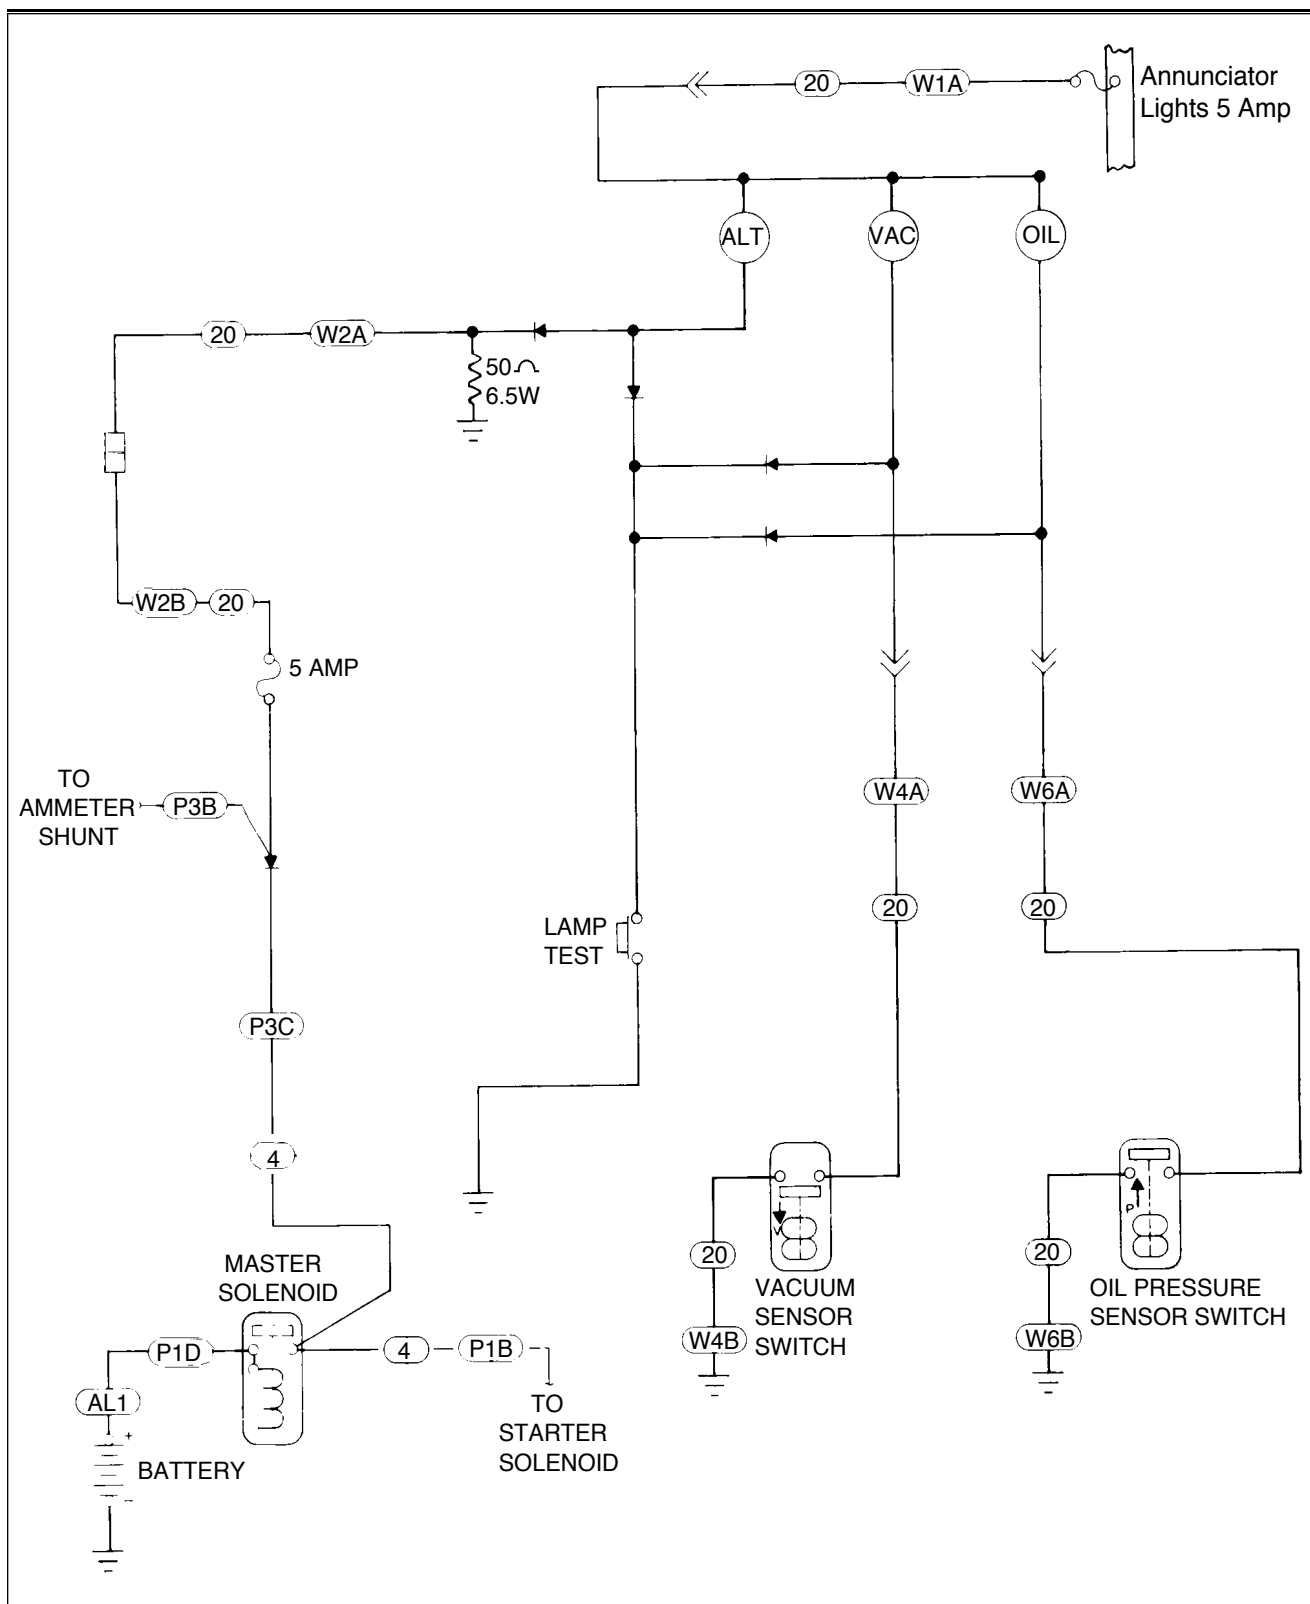 20 W1A Annunciator
Lights 5 Amp
ALT VAC OIL
20 W2A
50
6.5W
W2B 20
5 AMP
TO
AMMETER
SHUNT
P3B
W4A W6A
20 20
LAMP
TEST
P3C
4
MASTER
SOLENOID
P1D
4 P1B
AL1
+
-
BATTERY
TO
STARTER
SOLENOID
V
20
W4B
VACUUM
SENSOR
SWITCH
P
20
W6B
OIL PRESSURE
SENSOR SWITCH